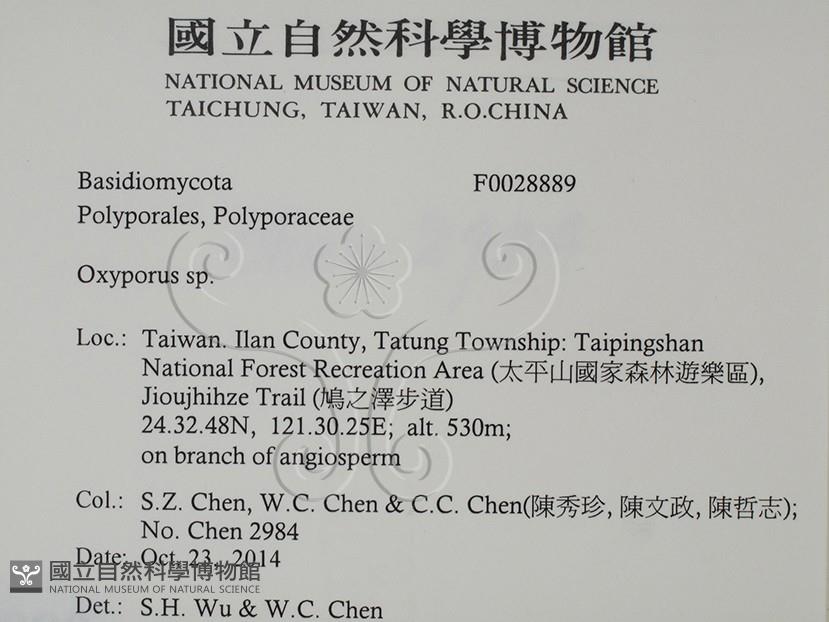 國立自然科學博物館
NATIONAL MUSEUM OF NATURAL SCIENCE
TAICHUNG, TAIWAN, R.O.CHINA
Basidiomycota F0028889
Polyporales, Polyporaceae
Oxyporus sp.
Loc.: Taiwan. Ilan County, Tatung Township: Taipingshan
National Forest Recreation Area (太平山國家森林遊樂區),
Jioujhihze Trail (鳩之澤步道)
24.32.48N, 121.30.25E; alt. 530m;
on branch of angiosperm
Col.: S.Z. Chen, W.C. Chen & C.C. Chen(陳秀珍, 陳文政, 陳哲志);
No. Chen 2984
Date: Oct. 23, 2014
國立自然科學博物館
NATIONAL MUSEUM OF NATURAL SCIENCE
Det.: S.H. Wu & W.C. Chen